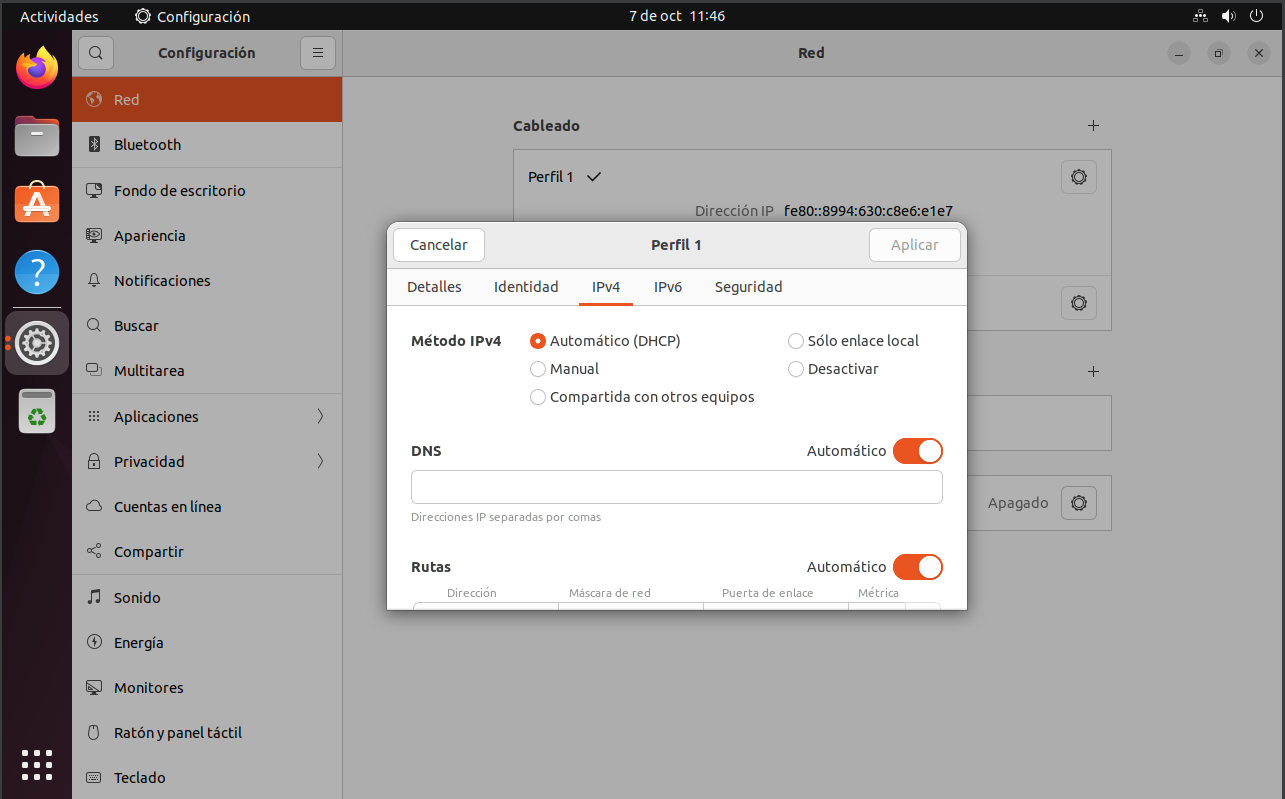 Actividades
Configuración
7 de oct 11:46
Configuración
Red
Red
Bluetooth
Fondo de escritorio
Apariencia
Notificaciones
Buscar
Multitarea
Aplicaciones
Privacidad
Cuentas en línea
Compartir
Sonido
Energía
Monitores
Ratón y panel táctil
Teclado
Cableado
Perfil 1
Dirección IP fe80::8994:630:c8e6:e1e7
Apagado
Cancelar
Perfil 1
Aplicar
Detalles
Identidad
IPv4
IPv6
Seguridad
Método IPv4
Automático (DHCP)
Sólo enlace local
Manual
Desactivar
Compartida con otros equipos
DNS
Automático
Direcciones IP separadas por comas
Rutas
Automático
Dirección
Máscara de red
Puerta de enlace
Métrica